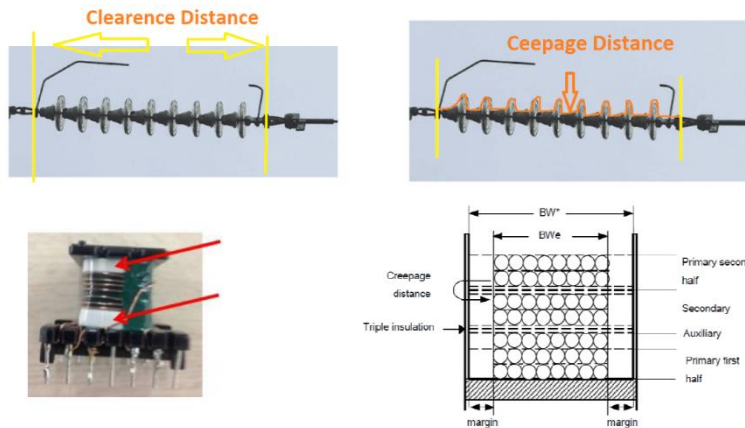 Clearence Distance
Ceepage Distance
BW*
BWe
Primary second
half
Creepage
distance
Secondary
Triple insulation
Auxiliary
Primary first
half
margin
margin